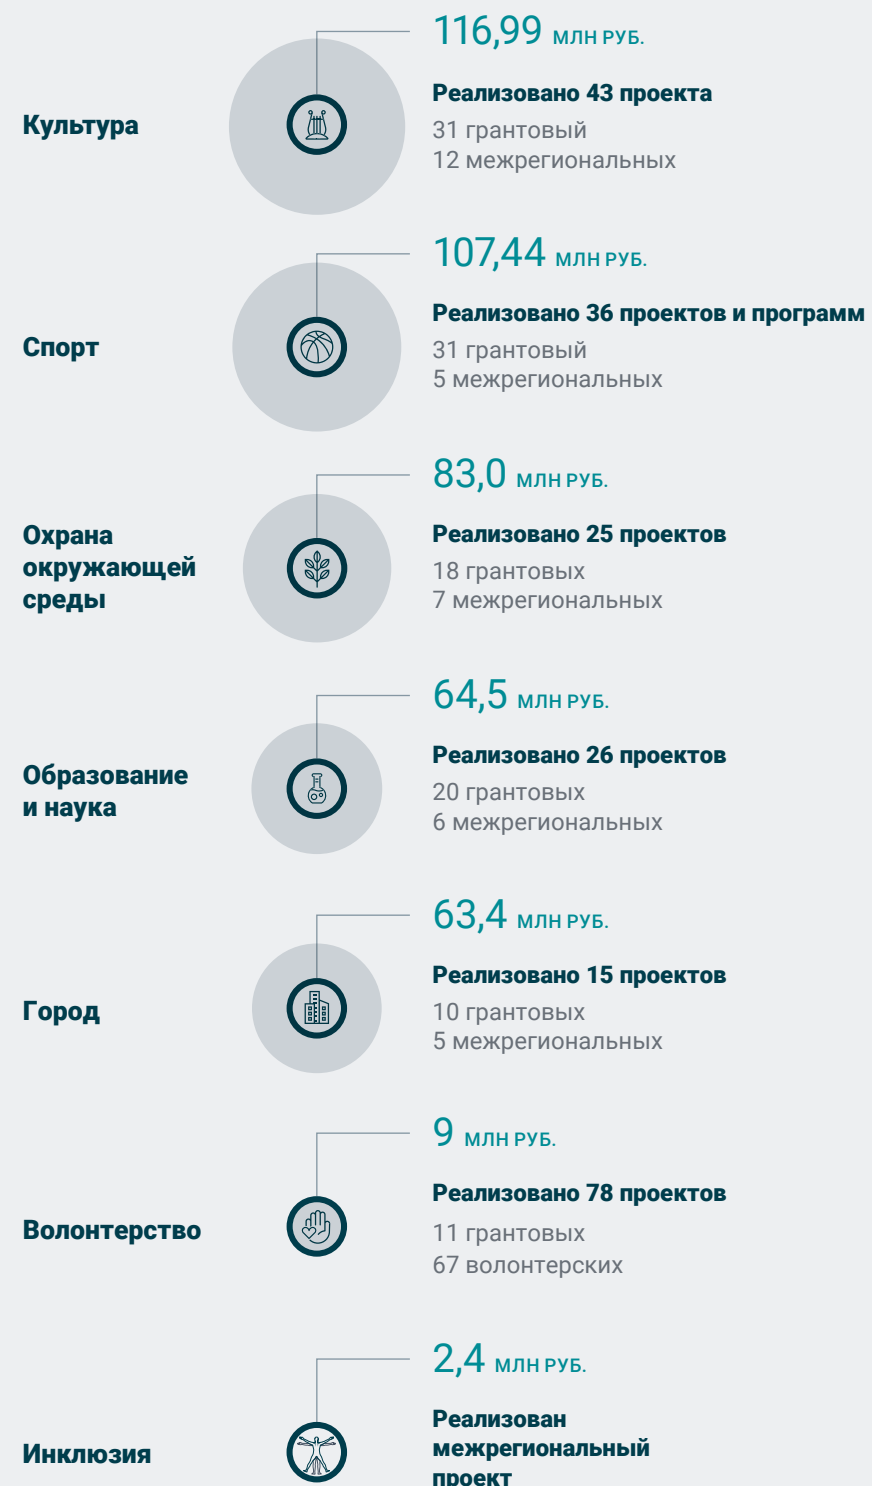 116,99 МЛН РУБ.
Культура
Реализовано 43 проекта
31 грантовый
12 межрегиональных
107,44 МЛН РУБ.
Спорт
Реализовано 36 проектов и программ
31 грантовый
5 межрегиональных
83,0 МЛН РУБ.
Охрана
окружающей
среды
Реализовано 25 проектов
18 грантовых
7 межрегиональных
64,5 МЛН РУБ.
Образование
и наука
Реализовано 26 проектов
20 грантовых
6 межрегиональных
63,4 МЛН РУБ.
Город
Реализовано 15 проектов
10 грантовых
5 межрегиональных
9 МЛН РУБ.
Волонтерство
Реализовано 78 проектов
11 грантовых
67 волонтерских
2,4 МЛН РУБ.
Инклюзия
Реализован
межрегиональный
проект